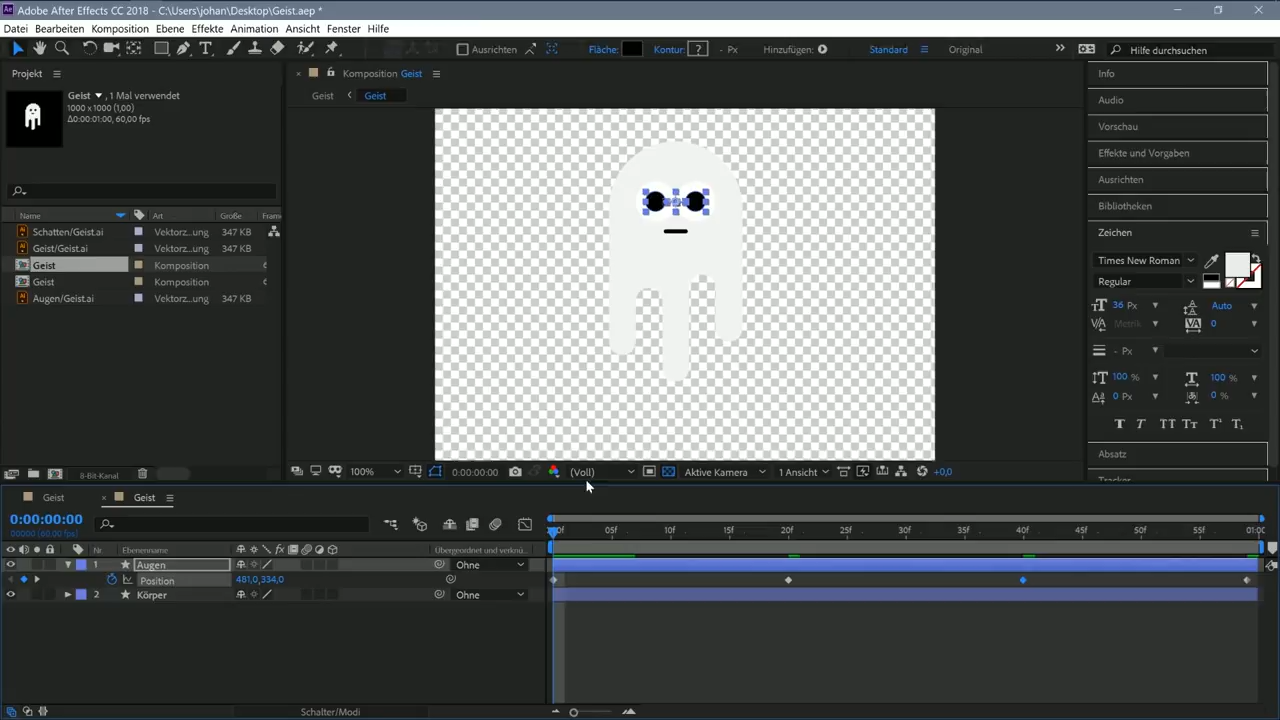 Adobe After Effects CC 2018 - C:\Users\johan\Desktop\Geist.aep *
Datei Bearbeiten Komposition Ebene Effekte Animation Ansicht Fenster Hilfe
Ausrichten Fläche: Kontur: ? - Px Hinzufügen: Standard Original Hilfe durchsuchen
Projekt
Geist , 1 Mal verwendet
1000 x 1000 (1,00)
Δ0:00:01:00, 60,00 fps
Name Art Größe Fram
Schatten/Geist.ai Vektorz...ung 347 KB
Geist/Geist.ai Vektorz...ung 347 KB
Geist Komposition
Geist Komposition
Augen/Geist.ai Vektorz...ung 347 KB
8-Bit-Kanal
Komposition Geist
Geist Geist
100% 0:00:00:00 (Voll) Aktive Kamera 1 Ansicht +0,0
Info
Audio
Vorschau
Effekte und Vorgaben
Ausrichten
Bibliotheken
Zeichen
Times New Roman
Regular
36 Px Auto
Metrik 0
- Px
100 % 100 %
0 Px 0 %
T T TT Tt T¹ T₁
Absatz
Geist Geist
0:00:00:00
00000 (60.00 fps)
05f 10f 15f 20f 25f 30f 35f 40f 45f 50f 55f 01:00
Nr. Ebenenname Übergeordnet und verknü...
1 Augen Ohne
Position 481,0,334,0
2 Körper Ohne
Schalter/Modi